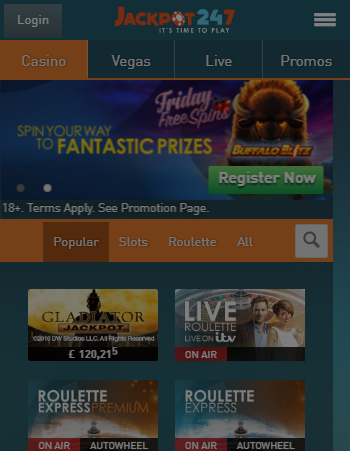 Login
JACKPOT 247
IT'S TIME TO PLAY
Casino Vegas Live Promos
Friday
Free Spins
SPIN YOUR WAY
TO FANTASTIC PRIZES
BUFFALO BLITZ
Register Now
18+. Terms Apply. See Promotion Page.
Popular Slots Roulette All
GLADIATOR
JACKPOT
©2010 DW Studios LLC. All Rights Reserved
£ 120,215
LIVE
ROULETTE
LIVE ON itv
ON AIR
ROULETTE
EXPRESS PREMIUM
ON AIR AUTOWHEEL
ROULETTE
EXPRESS
ON AIR AUTOWHEEL